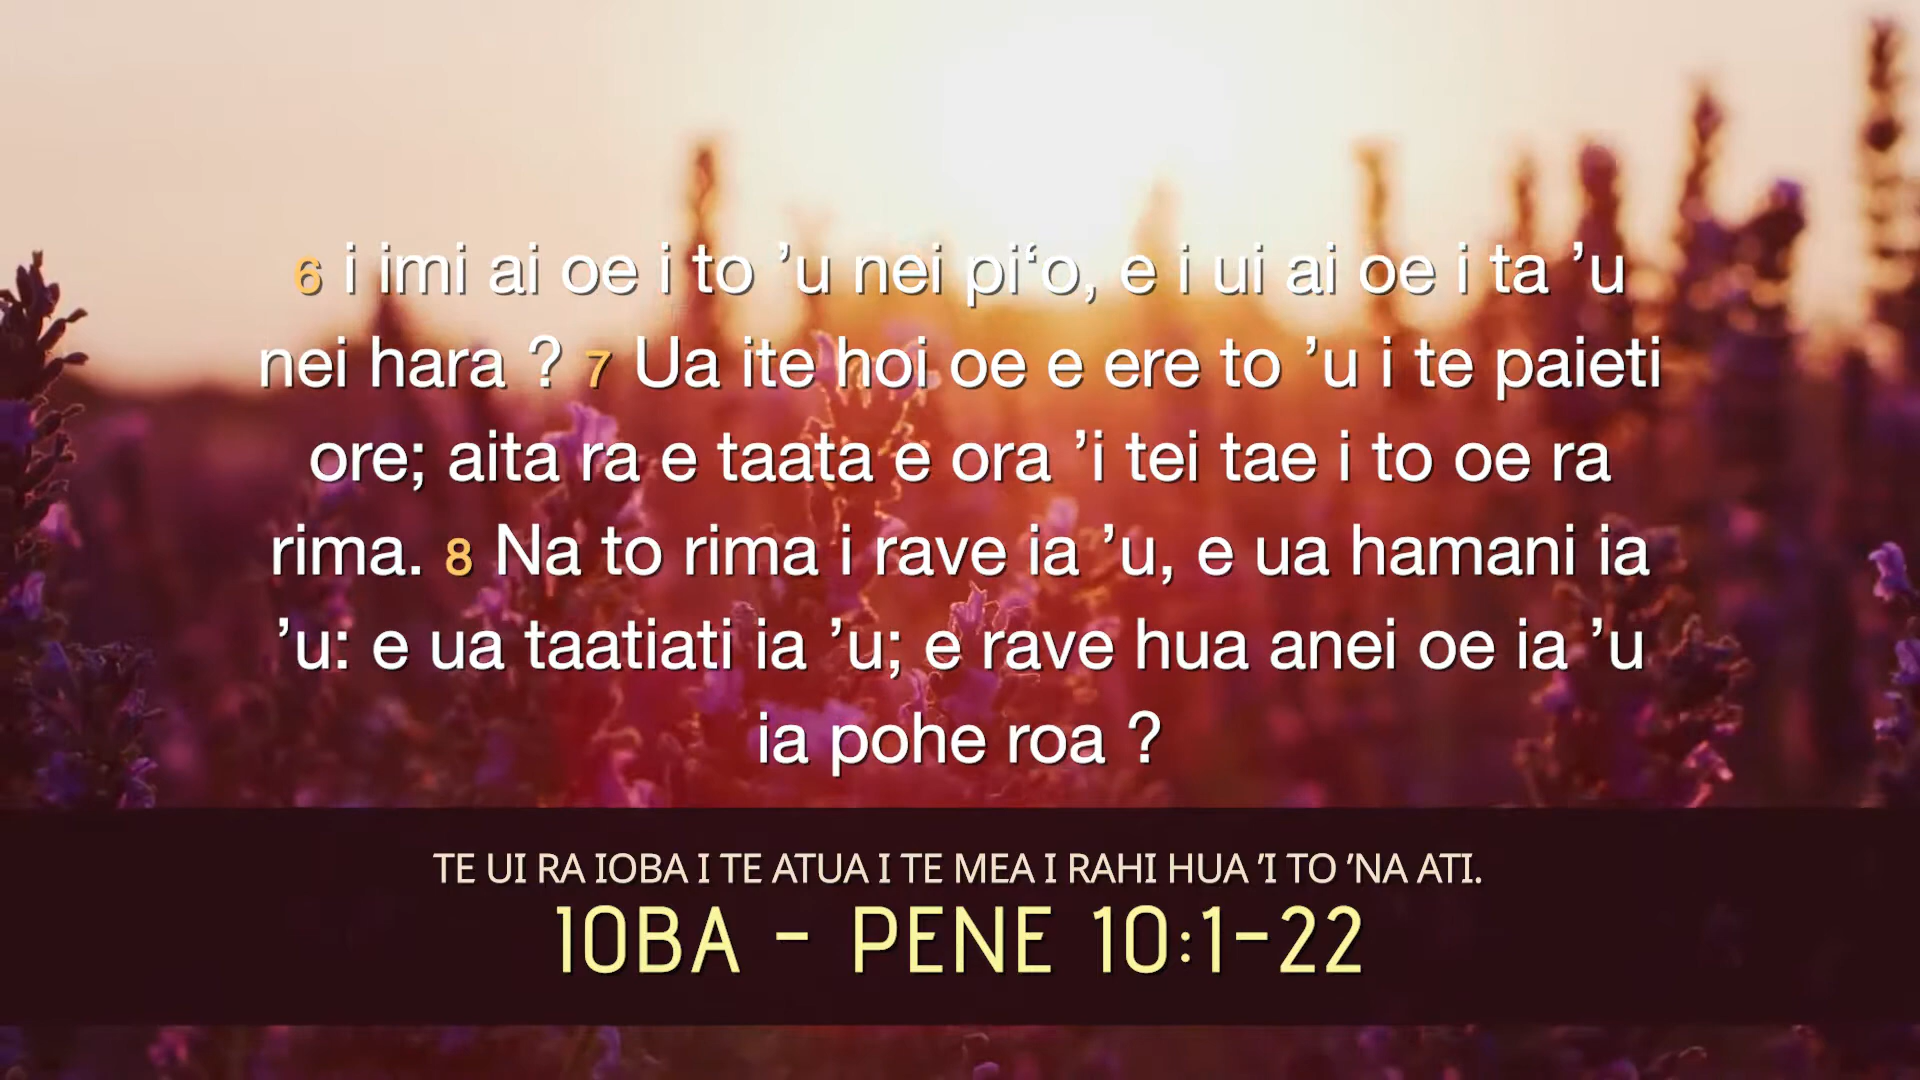 6 i imi ai oe i to ’u nei pi‘o, e i ui ai oe i ta ’u
nei hara ? 7 Ua ite hoi oe e ere to ’u i te paieti
ore; aita ra e taata e ora ’i tei tae i to oe ra
rima. 8 Na to rima i rave ia ’u, e ua hamani ia
’u: e ua taatiati ia ’u; e rave hua anei oe ia ’u
ia pohe roa ?
TE UI RA IOBA I TE ATUA I TE MEA I RAHI HUA ’I TO ’NA ATI.
IOBA - PENE 10:1-22